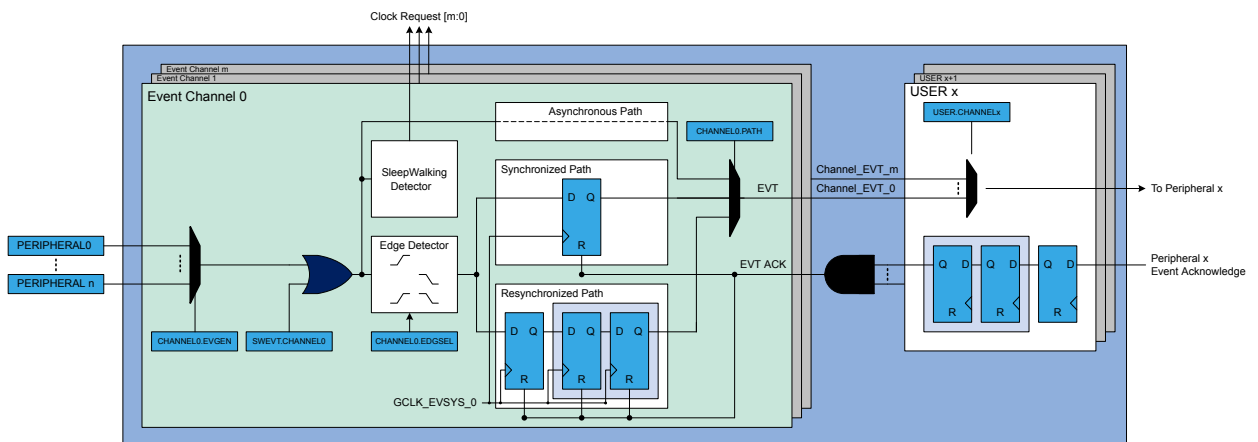 Clock Request [m:0]
Event Channel m
Event Channel 1
Event Channel 0
USER x+1
USER x
Asynchronous Path
CHANNEL0.PATH
USER.CHANNELx
SleepWalking
Detector
Synchronized Path
D Q
R
EVT
Channel_EVT_m
Channel_EVT_0
To Peripheral x
PERIPHERAL0
PERIPHERAL n
Edge Detector
EVT ACK
Q D
R
Q D
R
Q D
R
Peripheral x
Event Acknowledge
Resynchronized Path
D Q
R
D Q
R
D Q
R
CHANNEL0.EVGEN
SWEVT.CHANNEL0
CHANNEL0.EDGSEL
GCLK_EVSYS_0